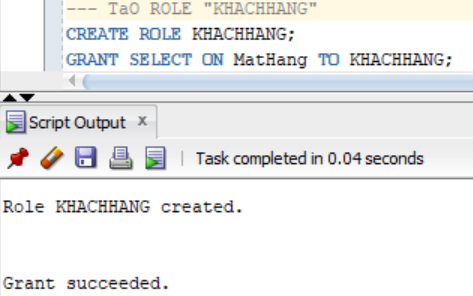 --- TaO ROLE "KHACHHANG"
CREATE ROLE KHACHHANG;
GRANT SELECT ON MatHang TO KHACHHANG;
Script Output x
Task completed in 0.04 seconds
Role KHACHHANG created.
Grant succeeded.